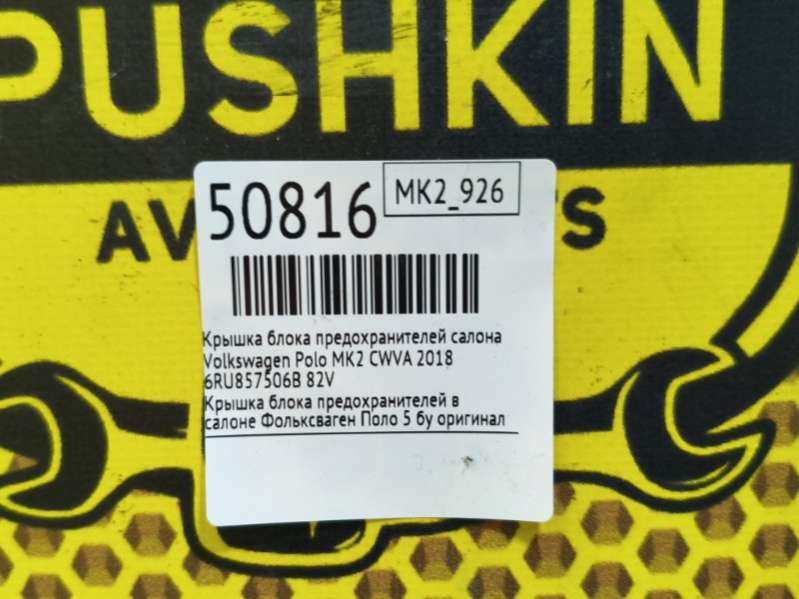 PUSHKIN
50816
MK2_926
Крышка блока предохранителей салона
Volkswagen Polo MK2 CWVA 2018
6RU857506B 82V
Крышка блока предохранителей в
салоне Фольксваген Поло 5 бу оригинал